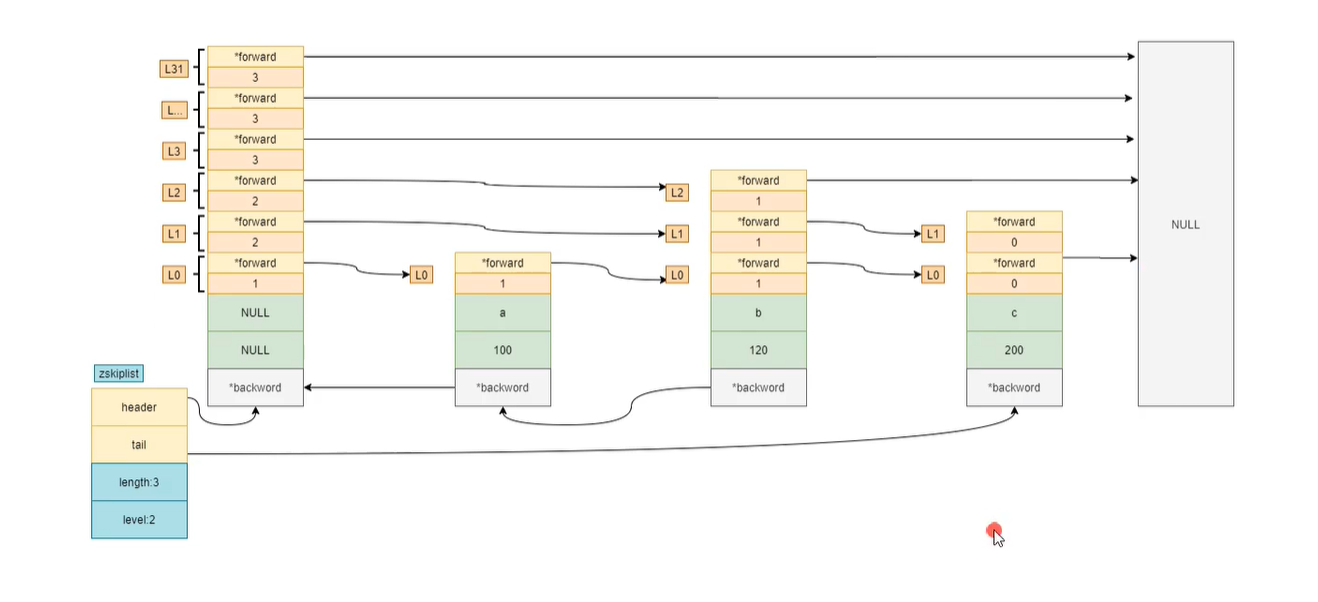 *forward
L31
3
*forward
L...
3
*forward
L3
3
*forward
L2
2
*forward
L1
2
*forward
L0
1
NULL
NULL
*backword
L0
*forward
1
a
100
*backword
L2
L1
L0
*forward
1
*forward
1
*forward
1
b
120
*backword
L1
L0
*forward
0
*forward
0
c
200
*backword
NULL
zskiplist
header
tail
length:3
level:2